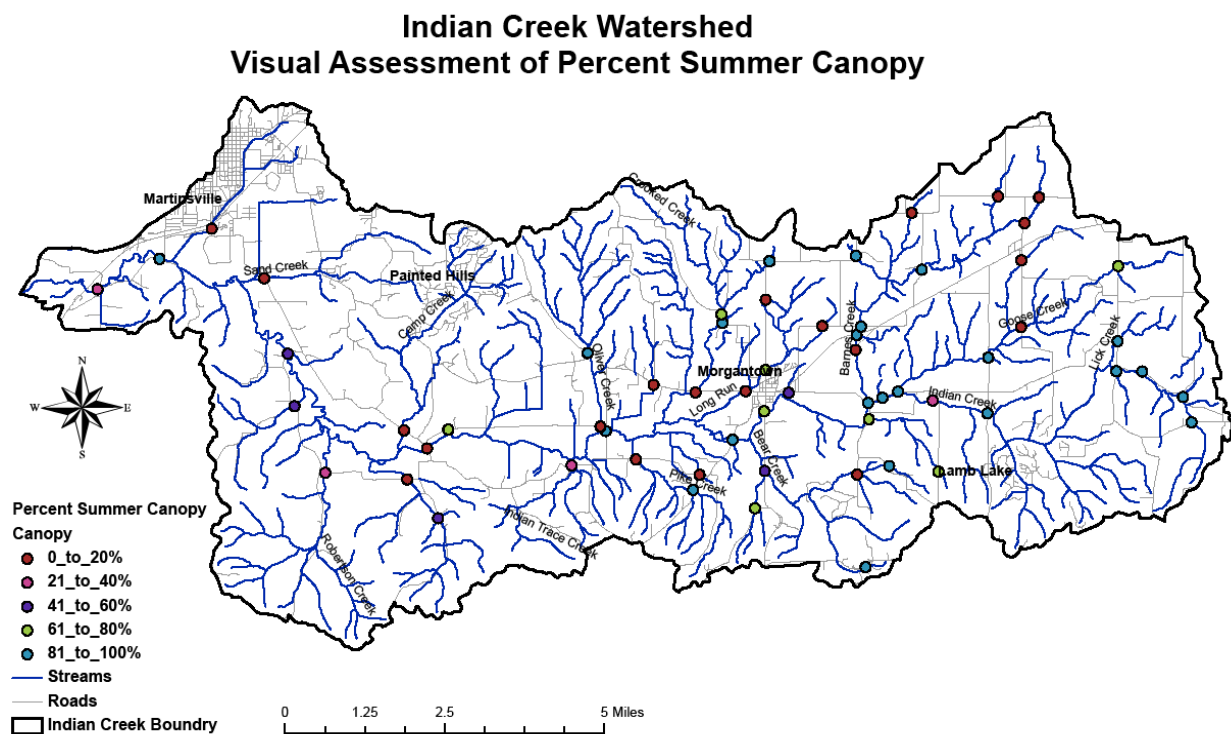 Indian Creek Watershed
Visual Assessment of Percent Summer Canopy
Martinsville
Crooked Creek
Sand Creek
Painted Hills
Camp Creek
Goose Creek
Barnes Creek
Lick Creek
Oliver Creek
Morgantown
Long Run
Indian Creek
Bear Creek
Lamb Lake
Pike Creek
Indian Trace Creek
Robertson Creek
N
W
E
S
Percent Summer Canopy
Canopy
0_to_20%
21_to_40%
41_to_60%
61_to_80%
81_to_100%
Streams
Roads
Indian Creek Boundry
0 1.25 2.5 5 Miles